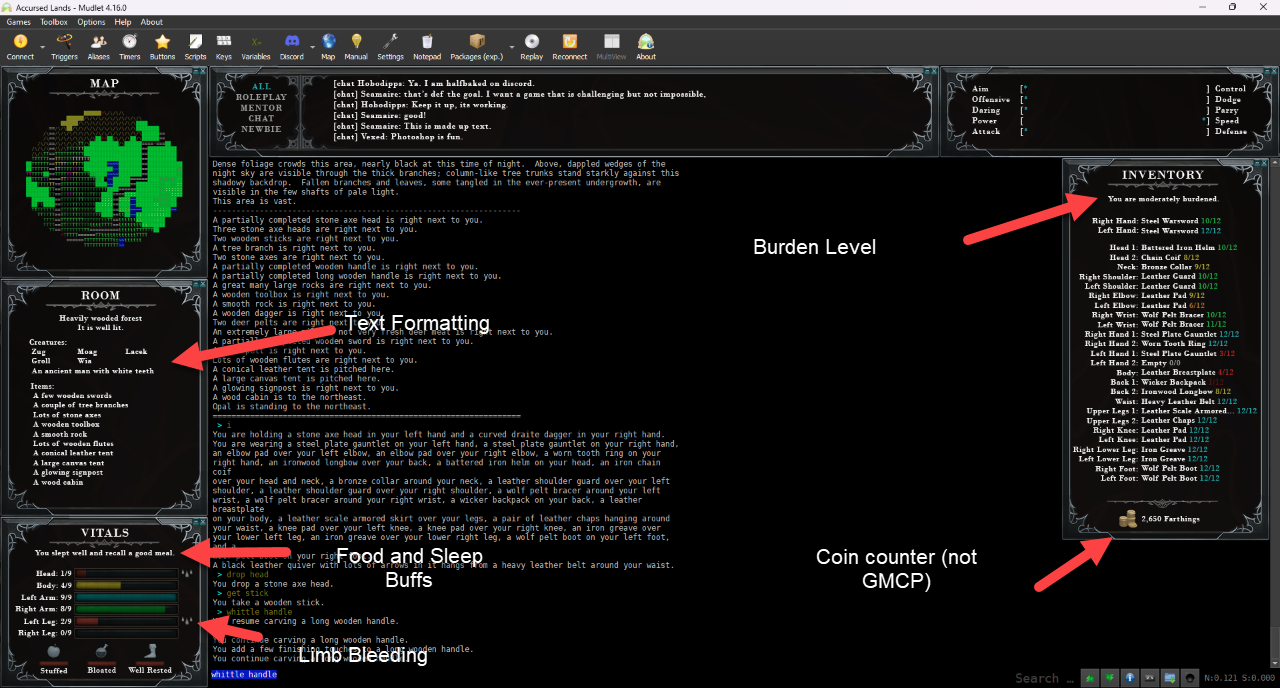 Accursed Lands - Mudlet 4.16.0
Games Toolbox Options Help About
Connect Triggers Aliases Timers Buttons Scripts Keys Variables Discord Map Manual Settings Notepad Packages (exp.) Replay Reconnect MultiView About
MAP
ALL
ROLEPLAY
MENTOR
CHAT
NEWBIE
[chat Hobodipps: Ya. I am halfbaked on discord.
[chat] Seamaire: that's def the goal. I want a game that is challenging but not impossible,
[chat] Hobodipps: Keep it up, its working.
[chat] Seamaire: good!
[chat] Seamaire: This is made up text.
[chat] Vexed: Photoshop is fun.
Aim [* ] Control
Offensive [* ] Dodge
Daring [* ] Parry
Power [ *] Speed
Attack [* ] Defense
Dense foliage crowds this area, nearly black at this time of night. Above, dappled wedges of the
night sky are visible through the thick branches; column-like tree trunks stand starkly against this
shadowy backdrop. Fallen branches and leaves, some tangled in the ever-present undergrowth, are
visible in the few shafts of pale light.
This area is vast.
A partially completed stone axe head is right next to you.
Three stone axe heads are right next to you.
Two wooden sticks are right next to you.
A tree branch is right next to you.
Two stone axes are right next to you.
A partially completed wooden handle is right next to you.
A partially completed long wooden handle is right next to you.
A great many large rocks are right next to you.
A wooden toolbox is right next to you.
A smooth rock is right next to you.
A wooden dagger is right next to you.
Two deer pelts are right next
An extremely large not very fresh deer meat is right next to you.
A partially completed wooden sword is right next to you.
is right next to you.
Lots of wooden flutes are right next to you.
A conical leather tent is pitched here.
A large canvas tent is pitched here.
A glowing signpost is right next to you.
A wood cabin is to the northeast.
Opal is standing to the northeast.
> i
You are holding a stone axe head in your left hand and a curved draite dagger in your right hand.
You are wearing a steel plate gauntlet on your left hand, a steel plate gauntlet on your right hand,
an elbow pad over your left elbow, an elbow pad over your right elbow, a worn tooth ring on your
right hand, an ironwood longbow over your back, a battered iron helm on your head, an iron chain
coif
over your head and neck, a bronze collar around your neck, a leather shoulder guard over your left
shoulder, a leather shoulder guard over your right shoulder, a wolf pelt bracer around your left
wrist, a wolf pelt bracer around your right wrist, a wicker backpack on your back, a leather
breastplate
on your body, a leather scale armored skirt over your legs, a pair of leather chaps hanging around
your waist, a knee pad over your left knee, a knee pad over your right knee, an iron greave over
your lower left leg, an iron greave over your lower right leg, a wolf pelt boot on your left foot,
and a
on your right
A black leather quiver with lots of arrows in it hangs from a heavy leather belt around your waist.
> drop head
You drop a stone axe head.
> get stick
You take a wooden stick.
> whittle handle
resume carving a long wooden handle.
You continue carving a long wooden handle.
You add a few finishing touches to a long wooden handle.
You continue
whittle handle
ROOM
Heavily wooded forest
It is well lit.
Creatures:
Zug Moag Lacek
Groll Wia
An ancient man with white teeth
Items:
A few wooden swords
A couple of tree branches
Lots of stone axes
A wooden toolbox
A smooth rock
Lots of wooden flutes
A conical leather tent
A large canvas tent
A glowing signpost
A wood cabin
VITALS
You slept well and recall a good meal.
Head: 1/9
Body: 4/9
Left Arm: 9/9
Right Arm: 8/9
Left Leg: 2/9
Right Leg: 0/9
Stuffed Bloated Well Rested
INVENTORY
You are moderately burdened.
Right Hand: Steel Warsword 10/12
Left Hand: Steel Warsword 12/12
Head 1: Battered Iron Helm 10/12
Head 2: Chain Coif 8/12
Neck: Bronze Collar 9/12
Right Shoulder: Leather Guard 10/12
Left Shoulder: Leather Guard 10/12
Right Elbow: Leather Pad 9/12
Left Elbow: Leather Pad 6/12
Right Wrist: Wolf Pelt Bracer 10/12
Left Wrist: Wolf Pelt Bracer 11/12
Right Hand 1: Steel Plate Gauntlet 12/12
Right Hand 2: Worn Tooth Ring 12/12
Left Hand 1: Steel Plate Gauntlet 3/12
Left Hand 2: Empty 0/0
Body: Leather Breastplate 4/12
Back 1: Wicker Backpack 1/12
Back 2: Ironwood Longbow 8/12
Waist: Heavy Leather Belt 12/12
Upper Legs 1: Leather Scale Armored... 12/12
Upper Legs 2: Leather Chaps 12/12
Right Knee: Leather Pad 12/12
Left Knee: Leather Pad 12/12
Right Lower Leg: Iron Greave 12/12
Left Lower Leg: Iron Greave 12/12
Right Foot: Wolf Pelt Boot 12/12
Left Foot: Wolf Pelt Boot 12/12
2,650 Farthings
Burden Level
Text Formatting
Food and Sleep
Buffs
Limb Bleeding
Coin counter (not
GMCP)
Search ...
N:0.121 S:0.000